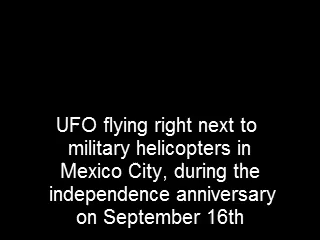 UFO flying right next to
military helicopters in
Mexico City, during the
independence anniversary
on September 16th